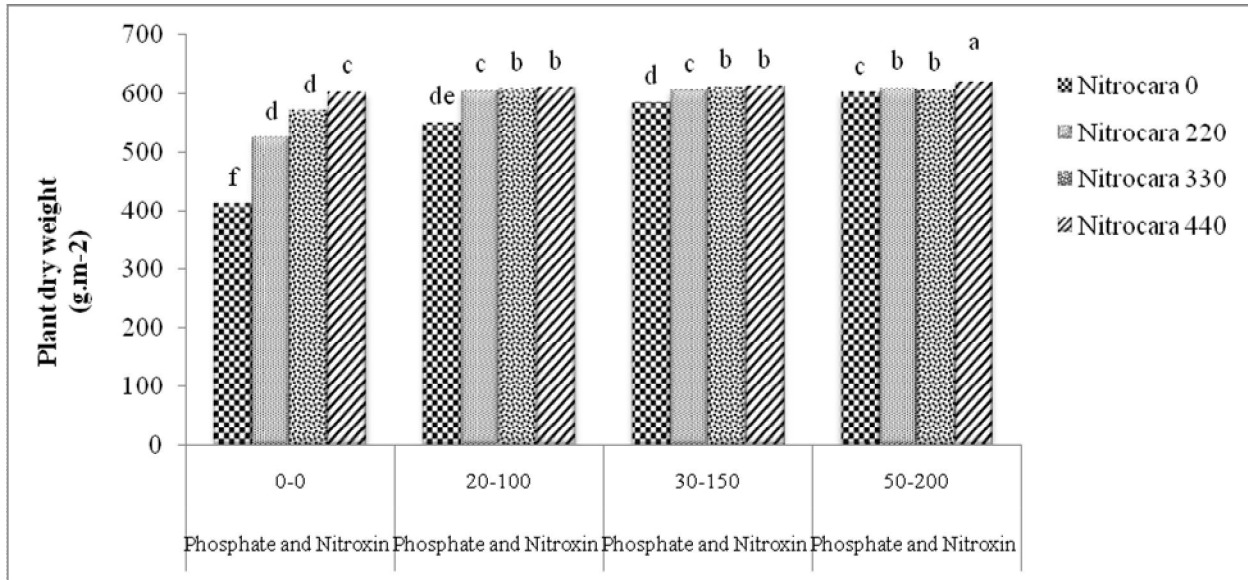 Plant dry weight
(g.m-2)
700
600
500
400
300
200
100
0
f
d
d
c
de
c
b
b
d
c
b
b
c
b
b
a
0-0
20-100
30-150
50-200
Phosphate and Nitroxin
Phosphate and Nitroxin
Phosphate and Nitroxin
Phosphate and Nitroxin
Nitrocara 0
Nitrocara 220
Nitrocara 330
Nitrocara 440